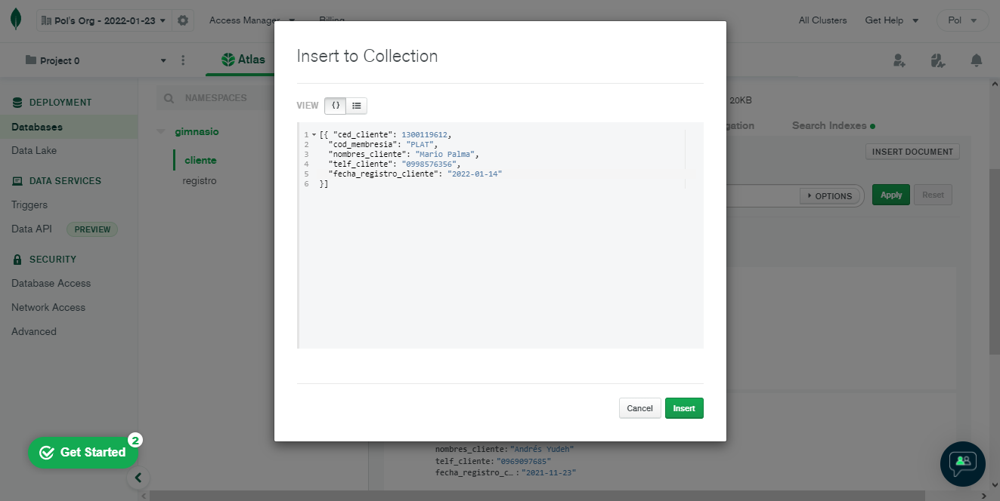 Pol's Org - 2022-01-23
Access Manager
Billing
All Clusters
Get Help
Pol
Project 0
Atlas
DEPLOYMENT
Databases
Data Lake
DATA SERVICES
Triggers
Data API PREVIEW
SECURITY
Database Access
Network Access
Advanced
Get Started
2
NAMESPACES
gimnasio
cliente
registro
Insert to Collection
VIEW {}
1 [{ "ced_cliente": 1300119612,
2 "cod_membresia": "PLAT",
3 "nombres_cliente": "Mario Palma",
4 "telf_cliente": "0998576356",
5 "fecha_registro_cliente": "2022-01-14"
6 }]
Cancel
Insert
20KB
gation
Search Indexes
INSERT DOCUMENT
OPTIONS
Apply
Reset
nombres_cliente: "Andrés Yudeh"
telf_cliente: "0969097685"
fecha_registro_c… : "2021-11-23"